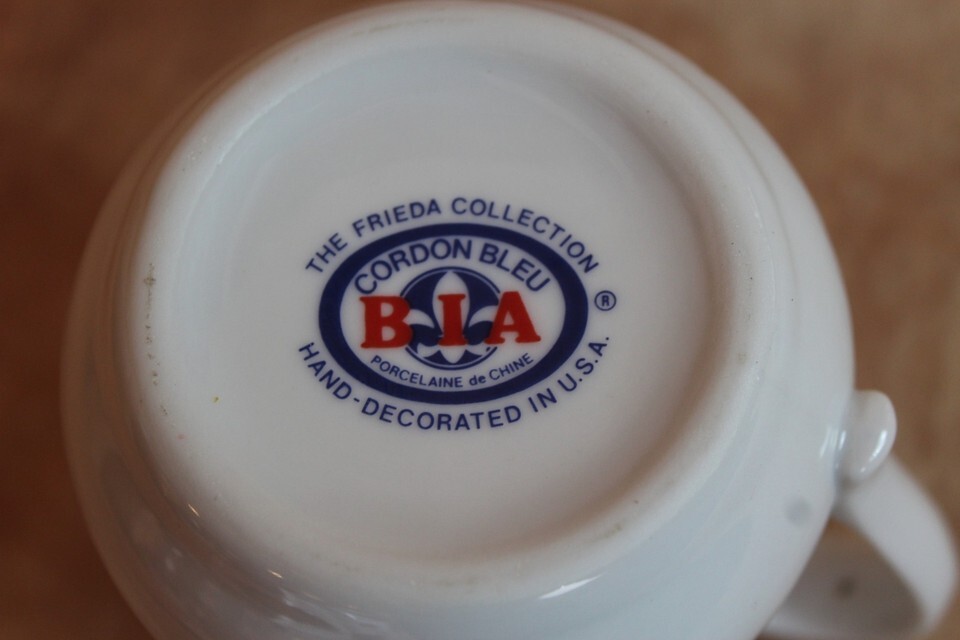 THE FRIEDA COLLECTION
CORDON BLEU
BIA
PORCELAINE de CHINE
HAND-DECORATED IN U.S.A.
®